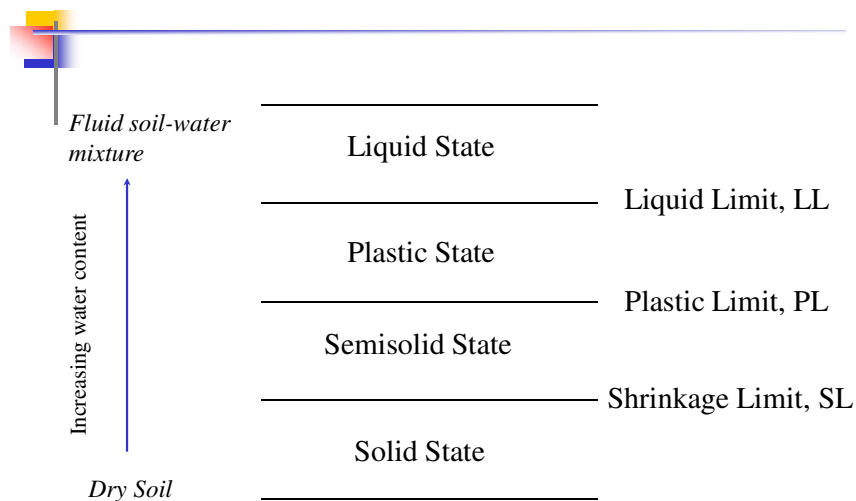 Fluid soil-water
mixture
Liquid State
Liquid Limit, LL
Plastic State
Plastic Limit, PL
Increasing water content
Semisolid State
Shrinkage Limit, SL
Solid State
Dry Soil